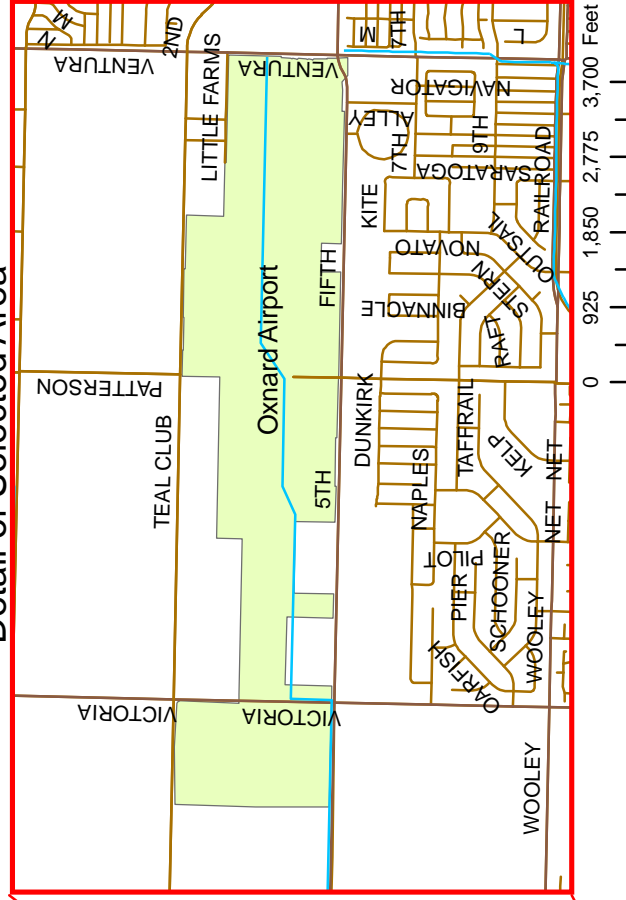 Detail of Selected Area
WOOLEY
VICTORIA
VICTORIA
OARFISH
WOOLEY
SCHOONER
PIER
PILOT
TEAL CLUB
5TH
NAPLES
NET
NET
KELP
TAFFRAIL
DUNKIRK
PATTERSON
Oxnard Airport
FIFTH
BINNACLE
RAFT
STERN
NOVATO
OUTSAIL
KITE
RAILROAD
SARATOGA
7TH
9TH
ALLEY
NAVIGATOR
LITTLE FARMS
VENTURA
VENTURA
2ND
N
M
M
7TH
L
0 925 1,850 2,775 3,700 Feet